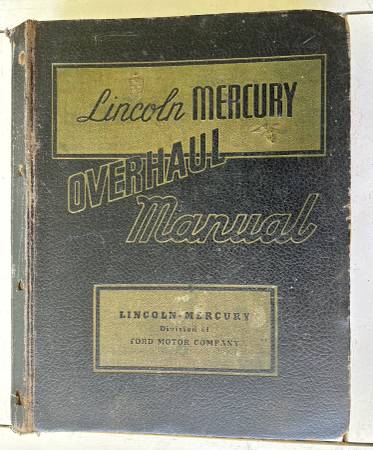 Lincoln MERCURY
OVERHAUL
Manual
LINCOLN-MERCURY
Division of
FORD MOTOR COMPANY